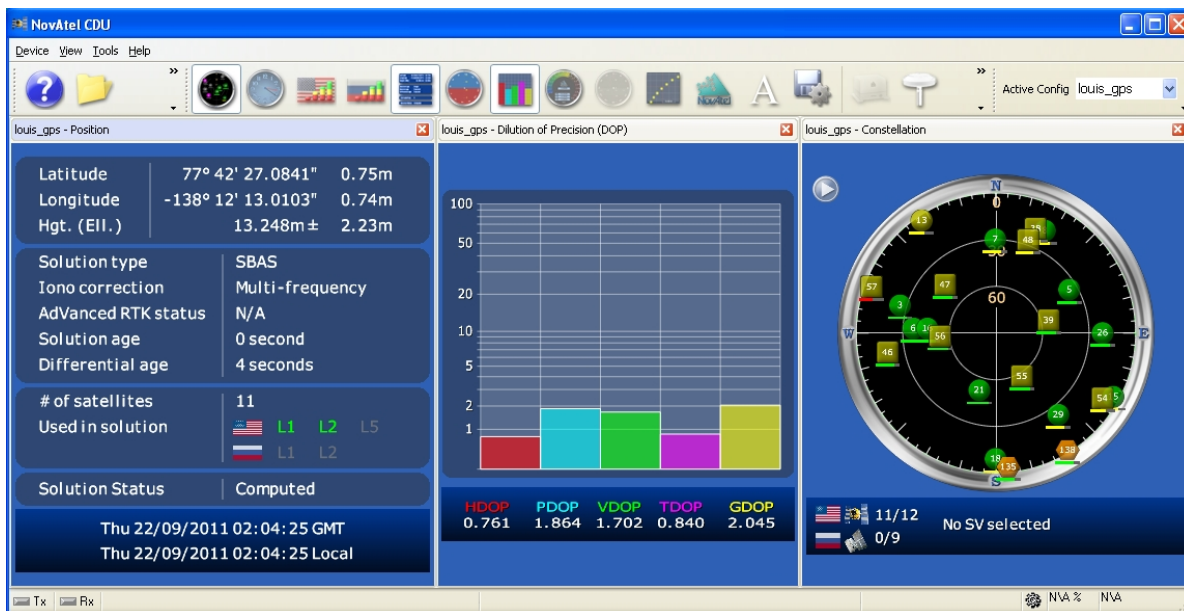 NovAtel CDU
Device View Tools Help
» » Active Config louis_gps
louis_gps - Position
Latitude 77° 42' 27.0841" 0.75m
Longitude -138° 12' 13.0103" 0.74m
Hgt. (Ell.) 13.248m ± 2.23m
Solution type SBAS
Iono correction Multi-frequency
AdVanced RTK status N/A
Solution age 0 second
Differential age 4 seconds
# of satellites 11
Used in solution L1 L2 L5
L1 L2
Solution Status Computed
Thu 22/09/2011 02:04:25 GMT
Thu 22/09/2011 02:04:25 Local
louis_gps - Dilution of Precision (DOP)
100
50
20
10
5
2
1
HDOP PDOP VDOP TDOP GDOP
0.761 1.864 1.702 0.840 2.045
louis_gps - Constellation
N
0
13
7 48
57 47 5
60
3
39
W 6 56 26 E
46
55
21 54
29
138
18 135
S
11/12
0/9
No SV selected
Tx Rx N\A % N\A